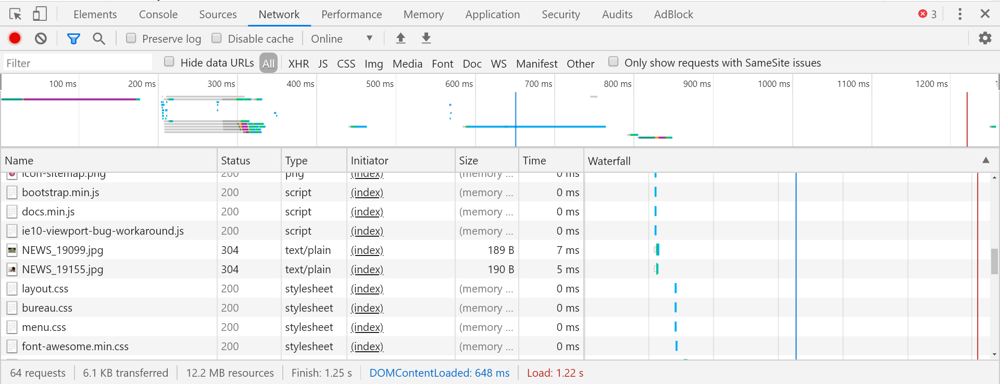 Elements Console Sources Network Performance Memory Application Security Audits AdBlock 3
Preserve log Disable cache Online
Filter Hide data URLs All XHR JS CSS Img Media Font Doc WS Manifest Other Only show requests with SameSite issues
100 ms 200 ms 300 ms 400 ms 500 ms 600 ms 700 ms 800 ms 900 ms 1000 ms 1100 ms 1200 ms
Name Status Type Initiator Size Time Waterfall
icon-sitemap.png 200 png (index) (memory ... 0 ms
bootstrap.min.js 200 script (index) (memory ... 0 ms
docs.min.js 200 script (index) (memory ... 0 ms
ie10-viewport-bug-workaround.js 200 script (index) (memory ... 0 ms
NEWS_19099.jpg 304 text/plain (index) 189 B 7 ms
NEWS_19155.jpg 304 text/plain (index) 190 B 5 ms
layout.css 200 stylesheet (index) (memory ... 0 ms
bureau.css 200 stylesheet (index) (memory ... 0 ms
menu.css 200 stylesheet (index) (memory ... 0 ms
font-awesome.min.css 200 stylesheet (index) (memory ... 0 ms
64 requests 6.1 KB transferred 12.2 MB resources Finish: 1.25 s DOMContentLoaded: 648 ms Load: 1.22 s